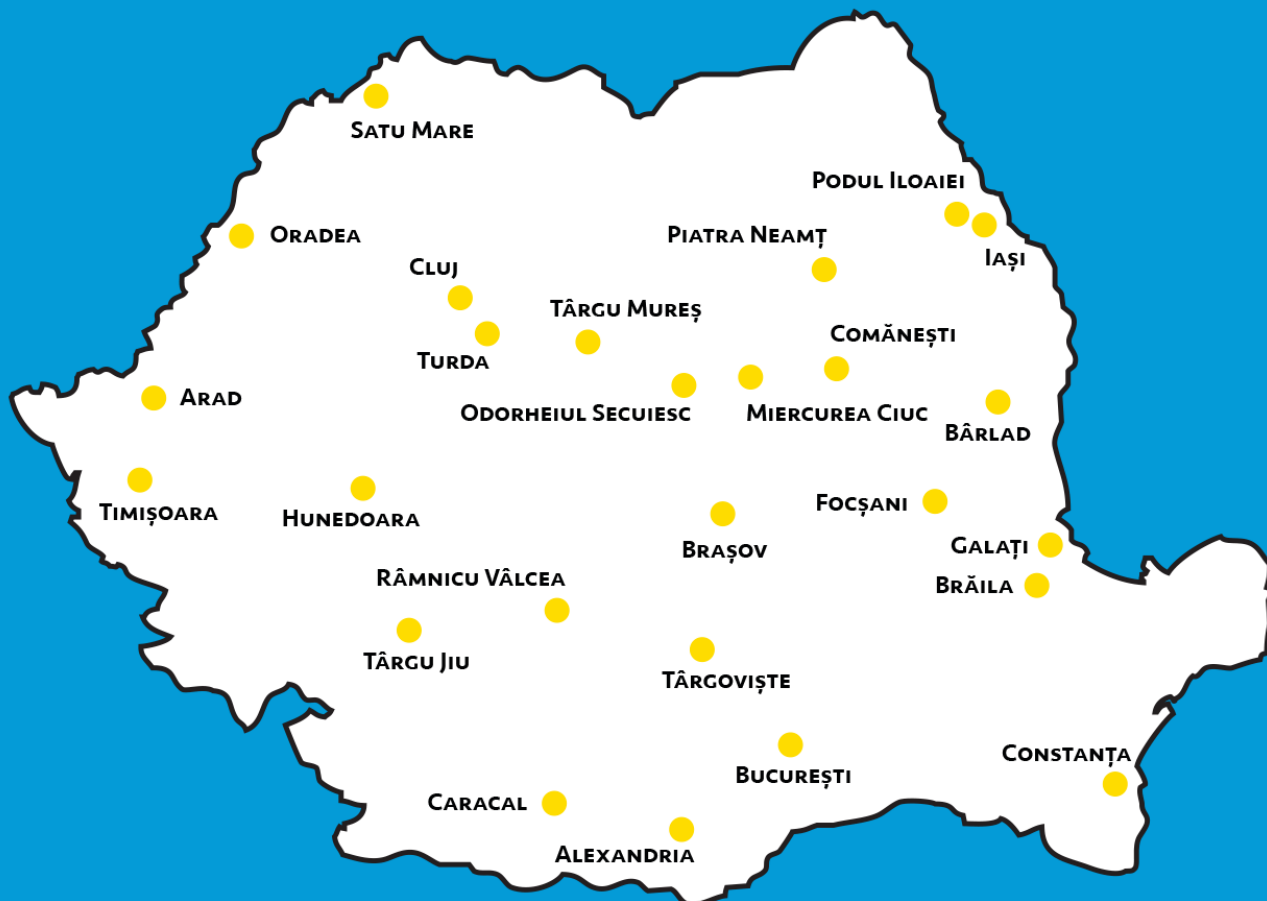 Satu Mare
Podul Iloaiei
Oradea
Piatra Neamț
Iași
Cluj
Târgu Mureș
Comănești
Turda
Arad
Odorheiul Secuiesc
Miercurea Ciuc
Bârlad
Timișoara
Hunedoara
Focșani
Brașov
Galați
Râmnicu Vâlcea
Brăila
Târgu Jiu
Târgoviște
Constanța
București
Caracal
Alexandria